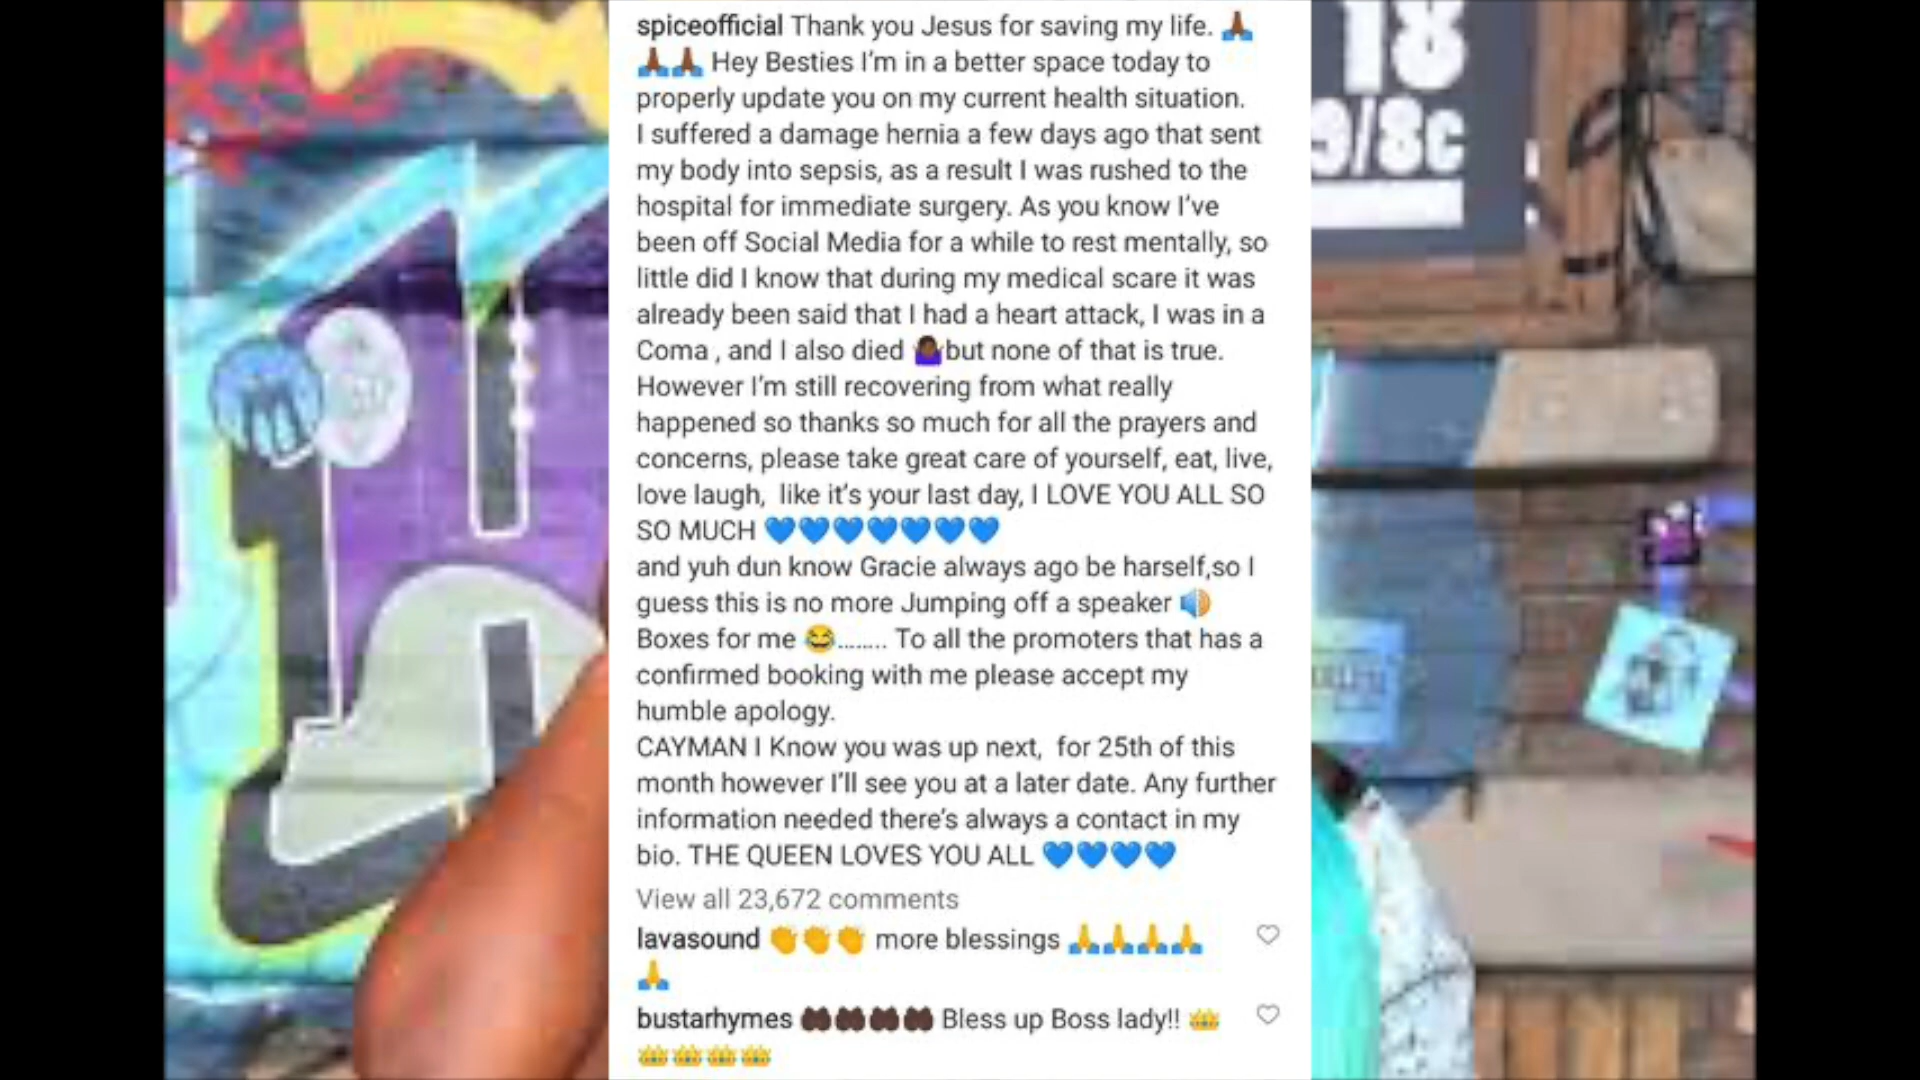 spiceofficial Thank you Jesus for saving my life. 🙏🏾
🙏🏾🙏🏾 Hey Besties I'm in a better space today to
properly update you on my current health situation.
I suffered a damage hernia a few days ago that sent
my body into sepsis, as a result I was rushed to the
hospital for immediate surgery. As you know I've
been off Social Media for a while to rest mentally, so
little did I know that during my medical scare it was
already been said that I had a heart attack, I was in a
Coma , and I also died 🤷🏾‍♀️but none of that is true.
However I'm still recovering from what really
happened so thanks so much for all the prayers and
concerns, please take great care of yourself, eat, live,
love laugh,  like it's your last day, I LOVE YOU ALL SO
SO MUCH 💙💙💙💙💙💙💙
and yuh dun know Gracie always ago be harself,so I
guess this is no more Jumping off a speaker 🔊
Boxes for me 😂........ To all the promoters that has a
confirmed booking with me please accept my
humble apology.
CAYMAN I Know you was up next,  for 25th of this
month however I'll see you at a later date. Any further
information needed there's always a contact in my
bio. THE QUEEN LOVES YOU ALL 💙💙💙💙
View all 23,672 comments
lavasound 👏👏👏 more blessings 🙏🙏🙏🙏
🙏
bustarhymes 🤲🏿🤲🏿🤲🏿🤲🏿 Bless up Boss lady!! 👑
👑👑👑👑
18
9/8c